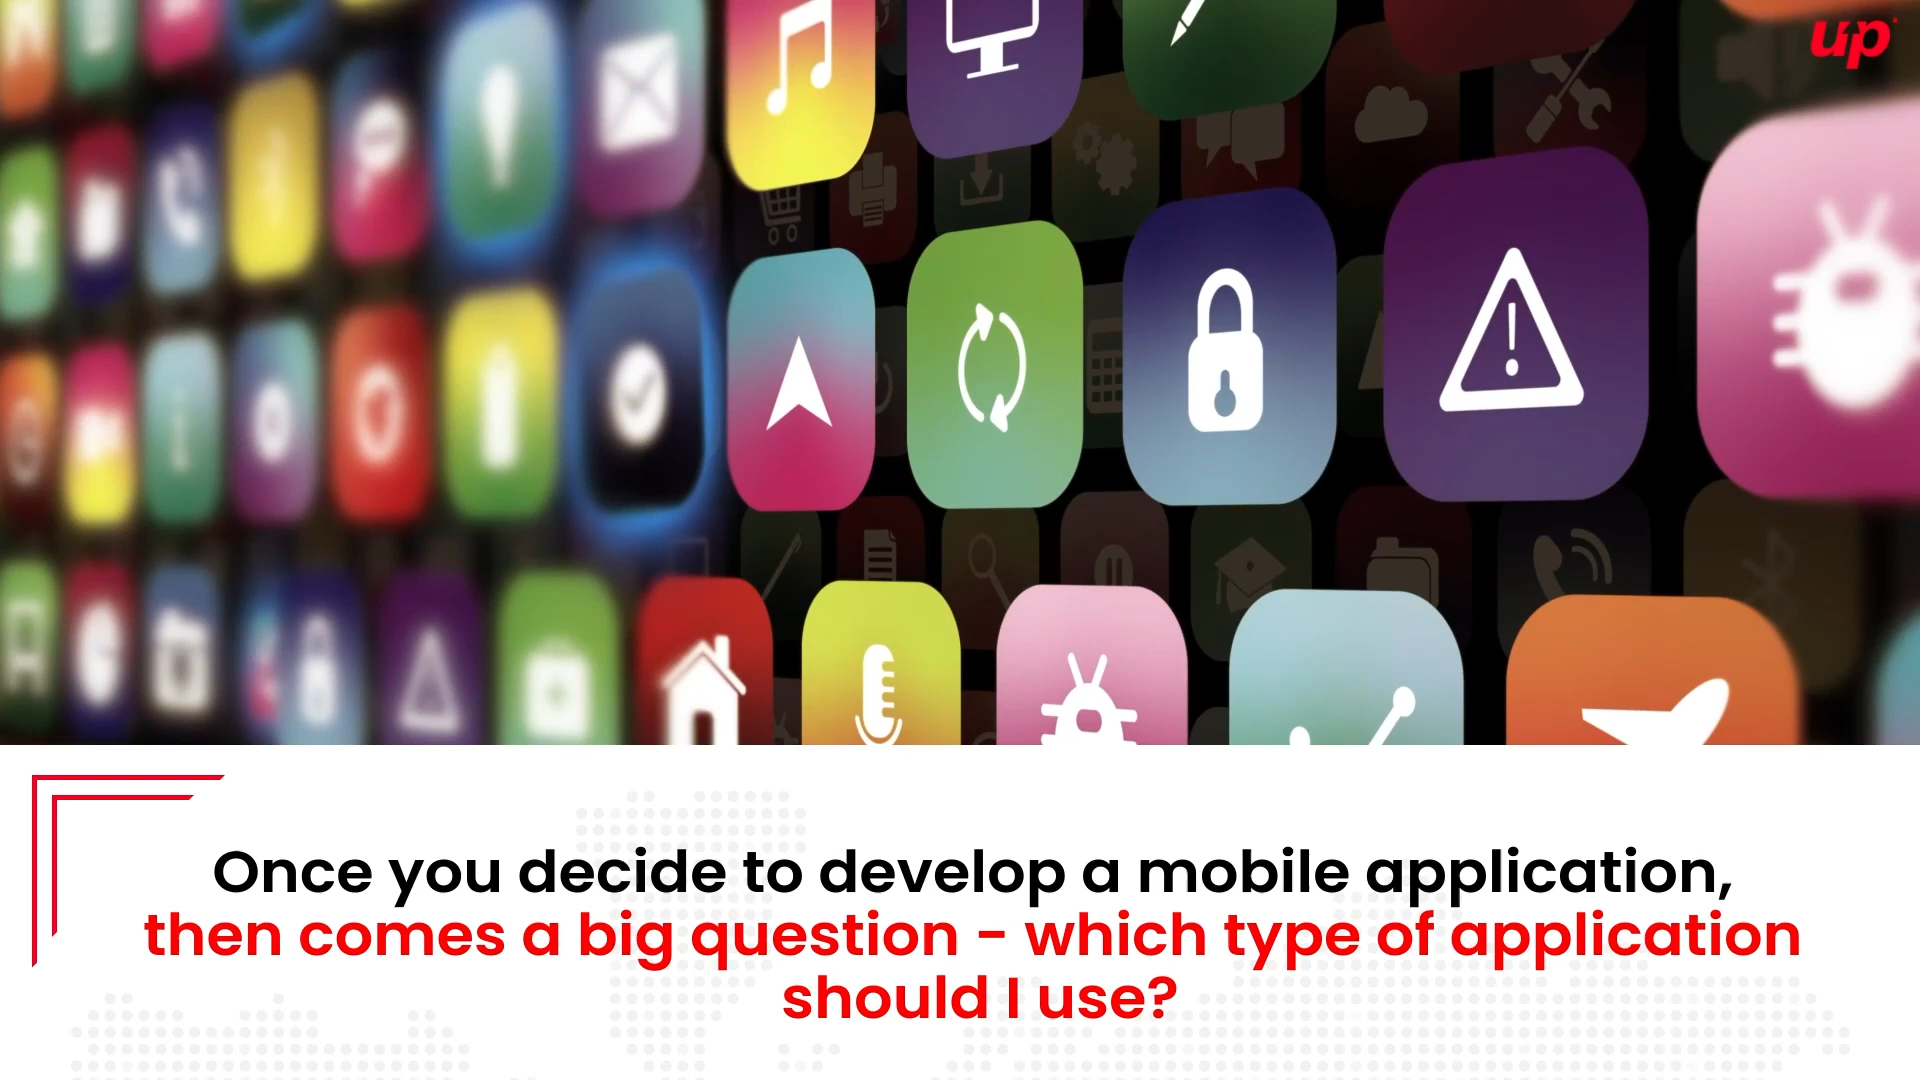 up
Once you decide to develop a mobile application,
then comes a big question - which type of application
should I use?